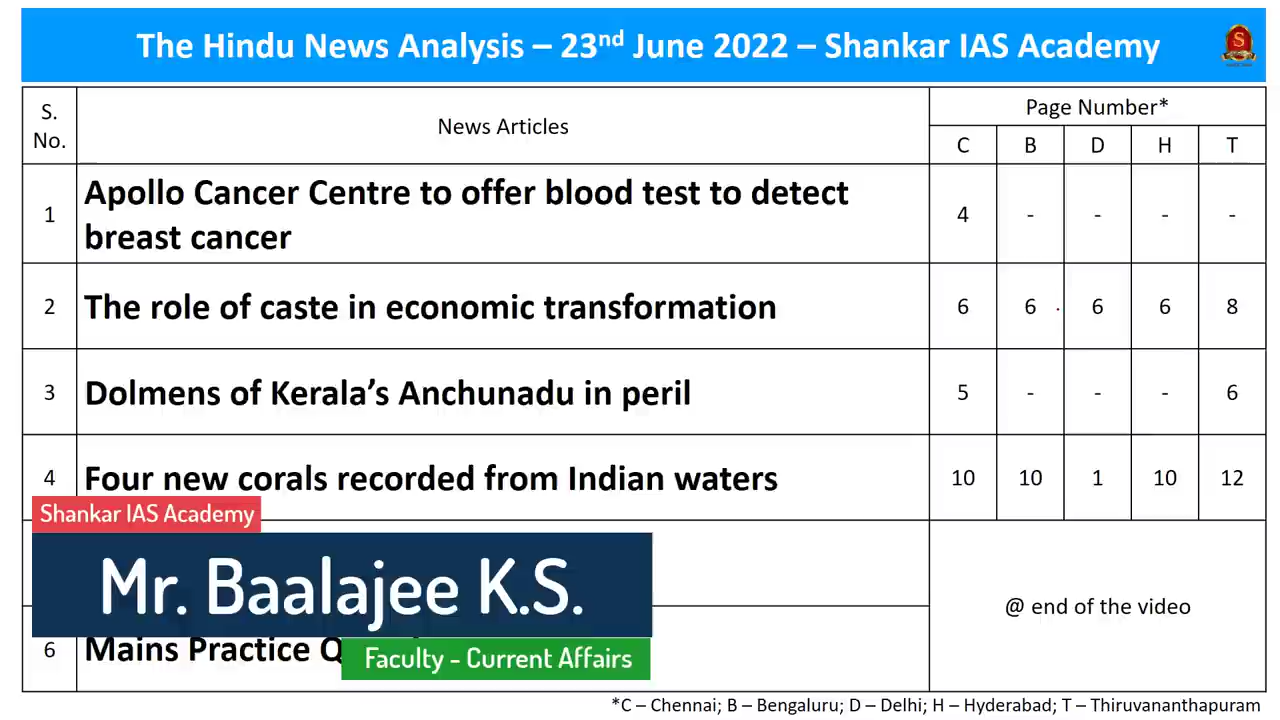 The Hindu News Analysis – 23rd June 2022 – Shankar IAS Academy
S. No.
News Articles
Page Number*
C B D H T
1 Apollo Cancer Centre to offer blood test to detect breast cancer 4 - - - -
2 The role of caste in economic transformation 6 6 6 6 8
3 Dolmens of Kerala’s Anchunadu in peril 5 - - - 6
4 Four new corals recorded from Indian waters 10 10 1 10 12
Shankar IAS Academy
Mr. Baalajee K.S.
@ end of the video
6 Mains Practice
Faculty - Current Affairs
*C – Chennai; B – Bengaluru; D – Delhi; H – Hyderabad; T – Thiruvananthapuram